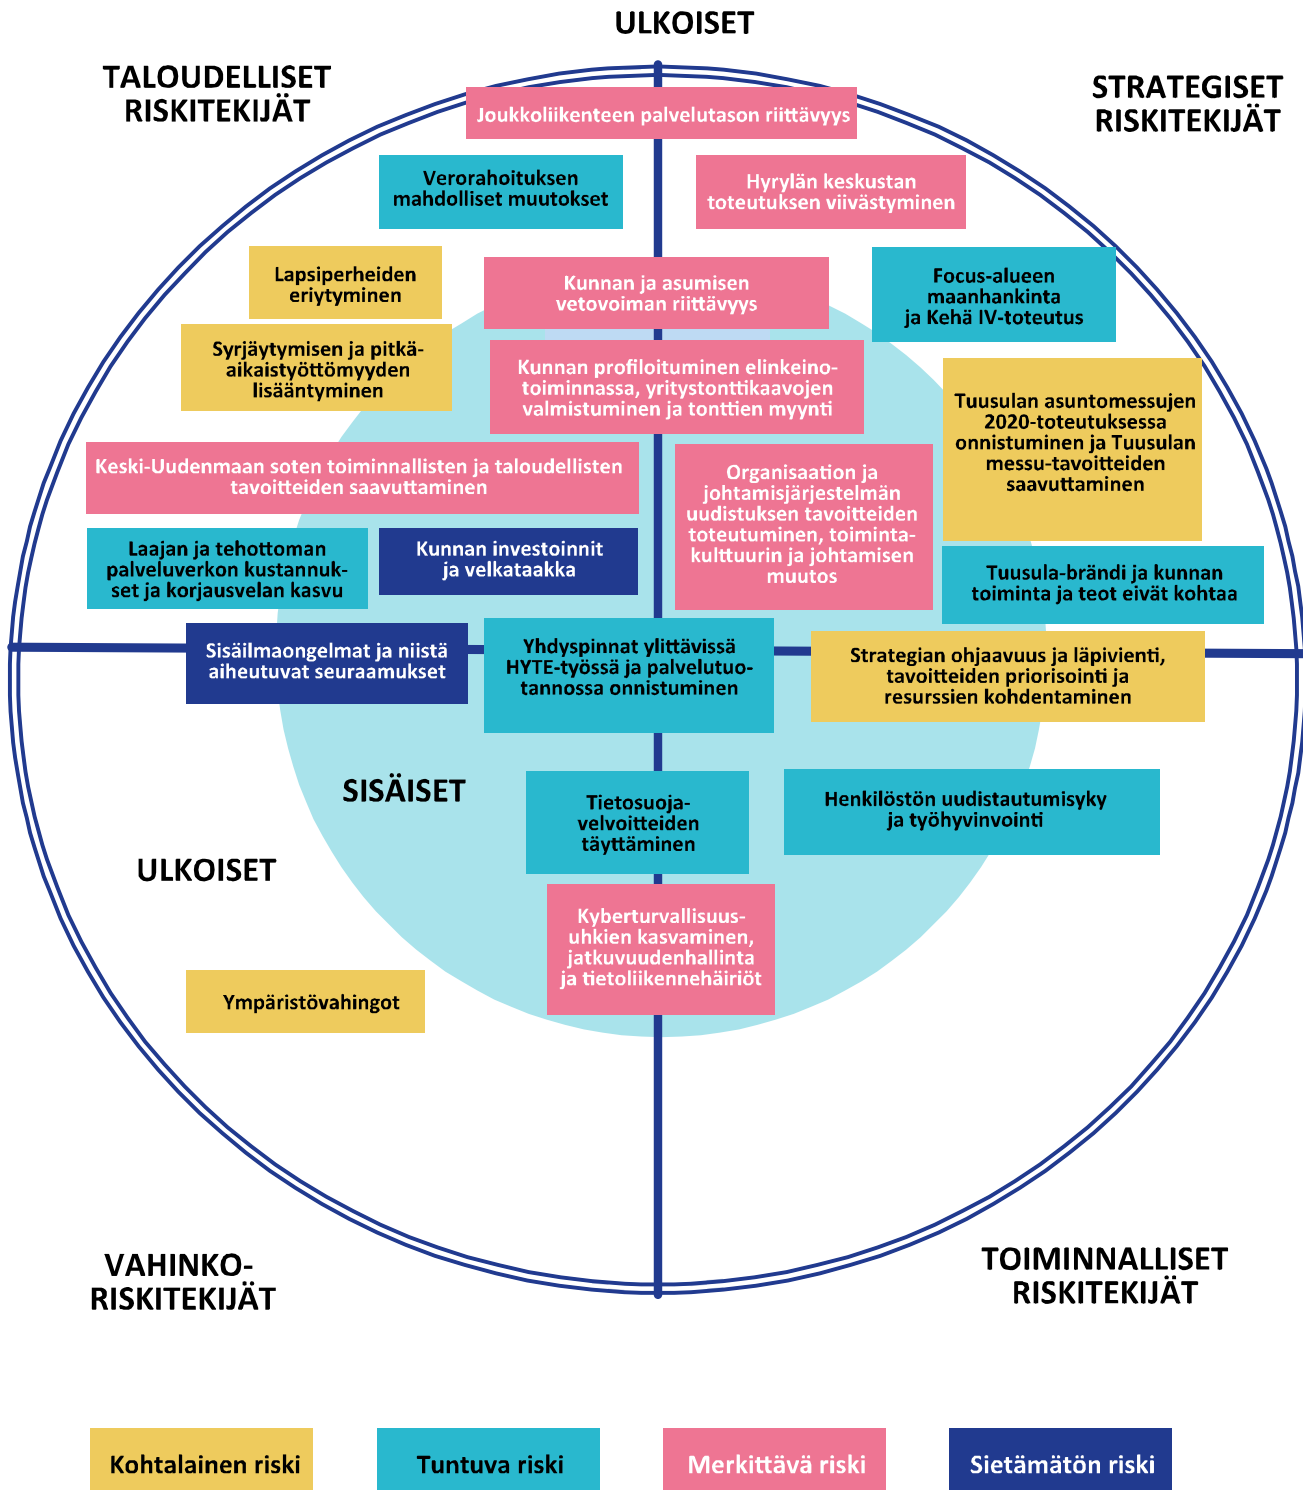 ULKOISET
TALOUDELLISET
RISKITEKIJÄT
STRATEGISET
RISKITEKIJÄT
Joukkoliikenteen palvelutason riittävyys
Verorahoituksen
mahdolliset muutokset
Hyrylän keskustan
toteutuksen viivästyminen
Lapsiperheiden
eriytyminen
Kunnan ja asumisen
vetovoiman riittävyys
Focus-alueen
maanhankinta
ja Kehä IV-toteutus
Syrjäytymisen ja pitkä-
aikaistyöttömyyden
lisääntyminen
Kunnan profiloituminen elinkeino-
toiminnassa, yritystonttikaavojen
valmistuminen ja tonttien myynti
Tuusulan asuntomessujen
2020-toteutuksessa
onnistuminen ja Tuusulan
messu-tavoitteiden
saavuttaminen
Keski-Uudenmaan soten toiminnallisten ja taloudellisten
tavoitteiden saavuttaminen
Organisaation ja
johtamisjärjestelmän
uudistuksen tavoitteiden
toteutuminen, toiminta-
kulttuurin ja johtamisen
muutos
Laajan ja tehottoman
palveluverkon kustannuk-
set ja korjausvelan kasvu
Kunnan investoinnit
ja velkataakka
Tuusula-brändi ja kunnan
toiminta ja teot eivät kohtaa
Sisäilmaongelmat ja niistä
aiheutuvat seuraamukset
Yhdyspinnat ylittävissä
HYTE-työssä ja palvelutuo-
tannossa onnistuminen
Strategian ohjaavuus ja läpivienti,
tavoitteiden priorisointi ja
resurssien kohdentaminen
SISÄISET
Tietosuoja-
velvoitteiden
täyttäminen
Henkilöstön uudistautumisyky
ja työhyvinvointi
ULKOISET
Kyberturvallisuus-
uhkien kasvaminen,
jatkuvuudenhallinta
ja tietoliikennehäiriöt
Ympäristövahingot
VAHINKO-
RISKITEKIJÄT
TOIMINNALLISET
RISKITEKIJÄT
Kohtalainen riski
Tuntuva riski
Merkittävä riski
Sietämätön riski